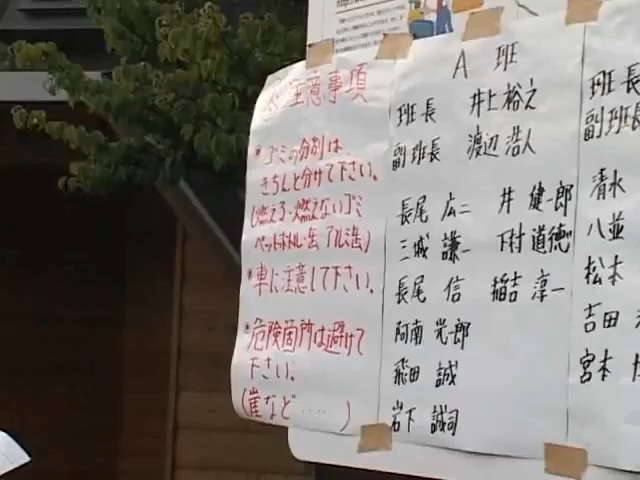 注意事項
・ゴミの分別は
きちんと分けて下さい。
(燃える・燃えないゴミ
ペットボトル・缶 アルミ缶)
・車に注意して下さい。
・危険箇所は避けて
下さい。
(崖など‥‥)
A 班
班長 井上裕之
副班長 渡辺浩人
長尾 広二 井 健一郎
三城 謙一 下村道徳
長尾 信 稲吉 淳一
阿南 光一郎
飛田 誠
岩下 誠司
班長
副班長
清水
八並
松本
吉田
宮本